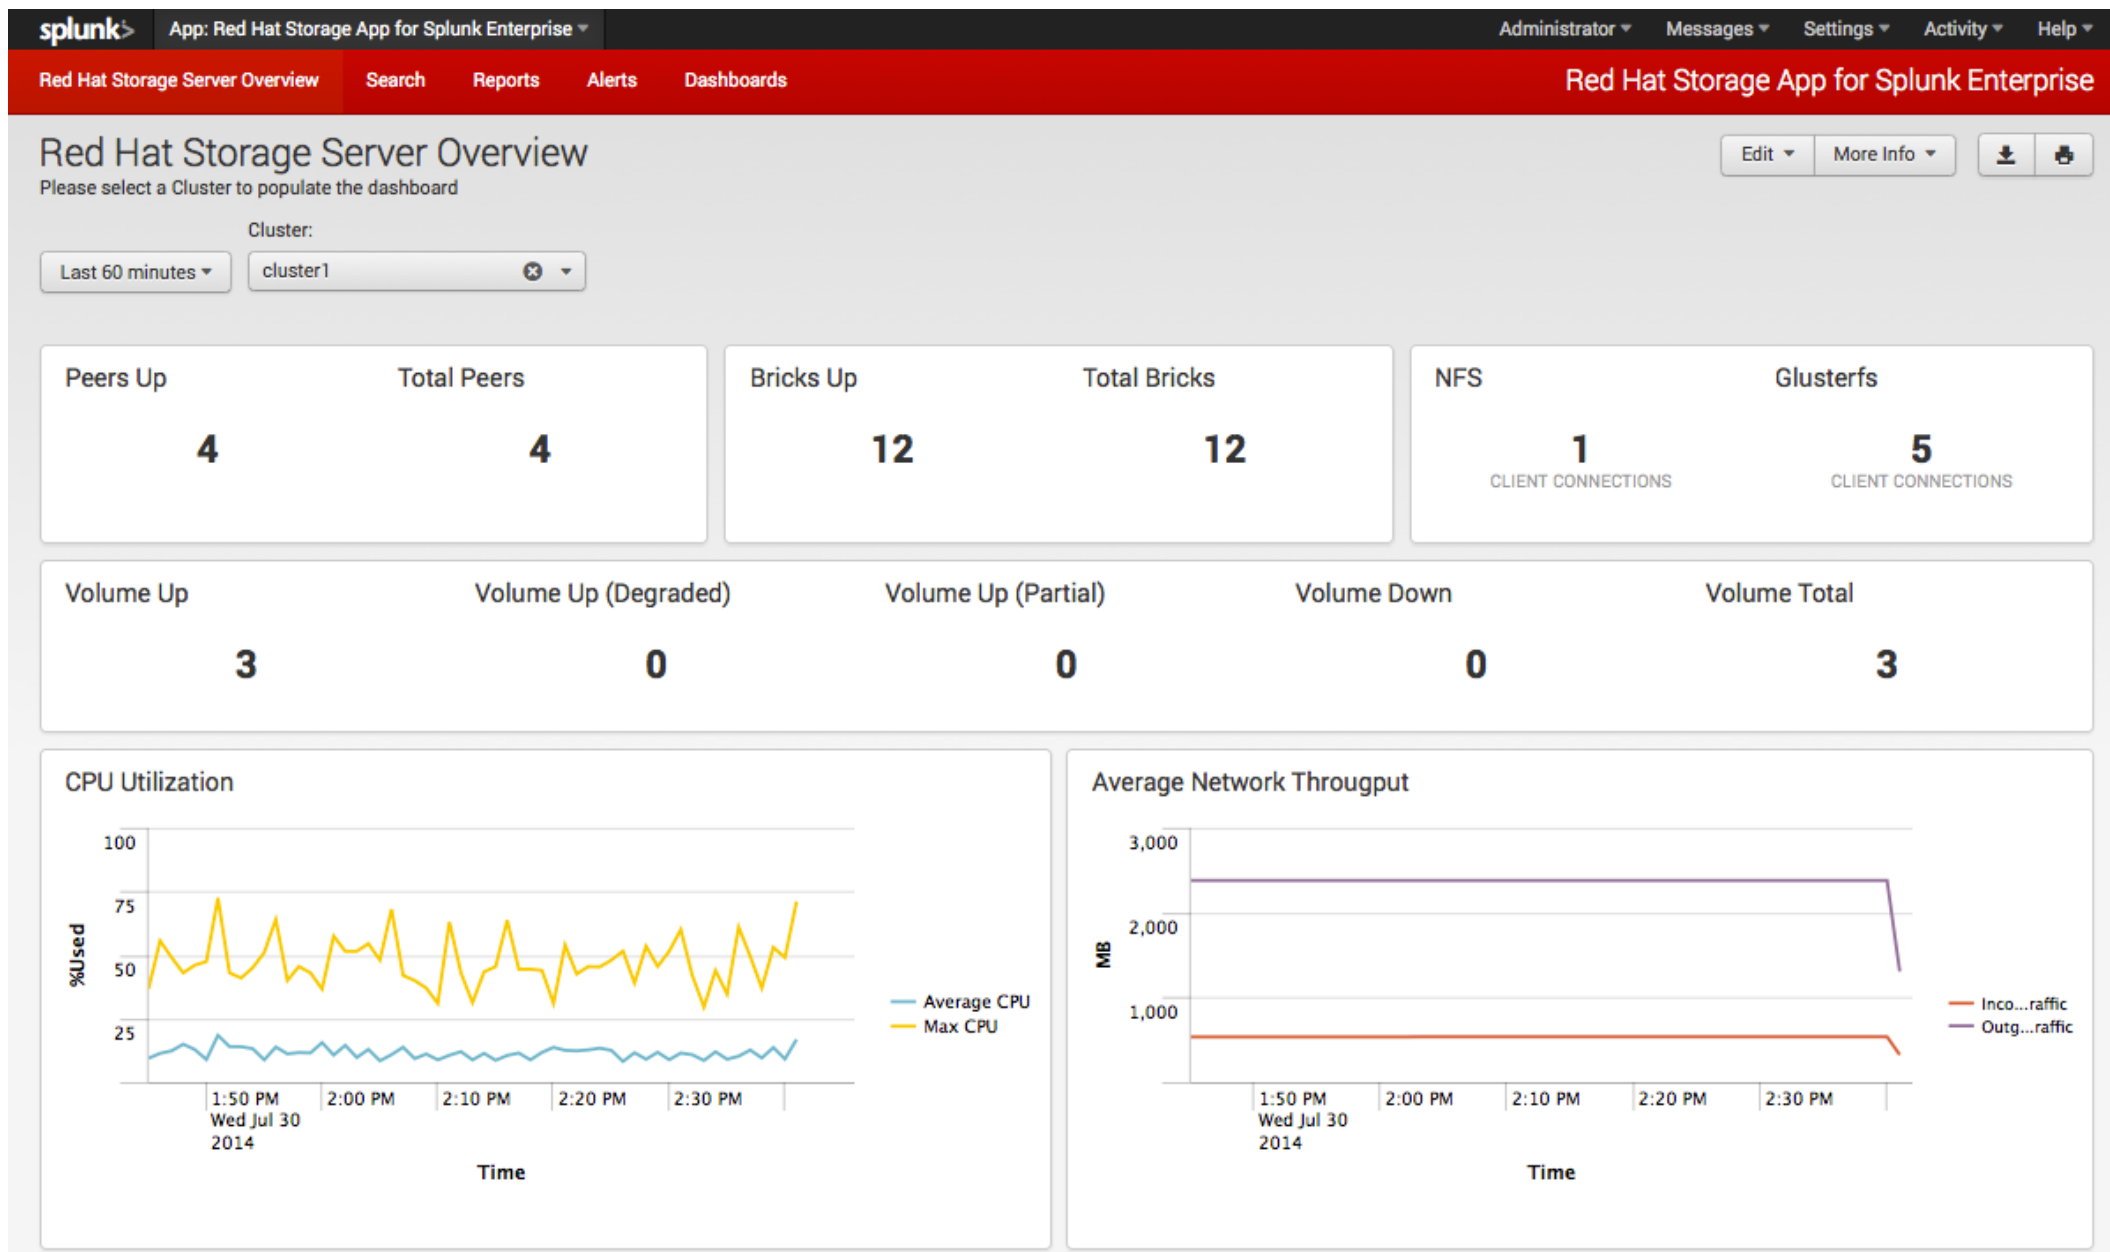 splunk> App: Red Hat Storage App for Splunk Enterprise Administrator Messages Settings Activity Help
Red Hat Storage Server Overview Search Reports Alerts Dashboards Red Hat Storage App for Splunk Enterprise
Red Hat Storage Server Overview
Edit More Info
Please select a Cluster to populate the dashboard
Cluster:
Last 60 minutes cluster1
Peers Up Total Peers Bricks Up Total Bricks NFS Glusterfs
4 4 12 12 1 5
CLIENT CONNECTIONS CLIENT CONNECTIONS
Volume Up Volume Up (Degraded) Volume Up (Partial) Volume Down Volume Total
3 0 0 0 3
CPU Utilization
100
75
50
25
%Used
Average CPU
Max CPU
1:50 PM 2:00 PM 2:10 PM 2:20 PM 2:30 PM
Wed Jul 30
2014
Time
Average Network Througput
3,000
2,000
1,000
MB
Inco...raffic
Outg...raffic
1:50 PM 2:00 PM 2:10 PM 2:20 PM 2:30 PM
Wed Jul 30
2014
Time